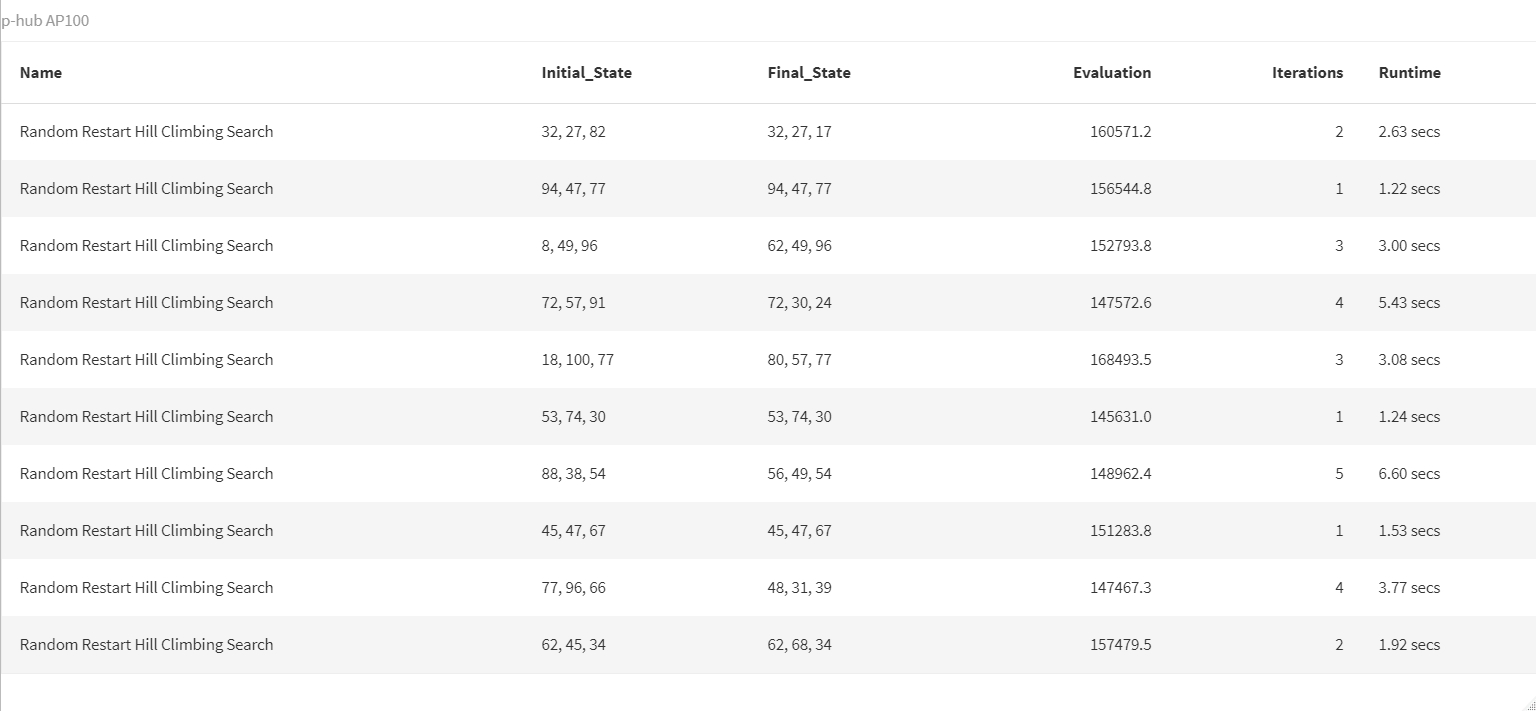 p-hub AP100
Name Initial_State Final_State Evaluation Iterations Runtime
Random Restart Hill Climbing Search 32, 27, 82 32, 27, 17 160571.2 2 2.63 secs
Random Restart Hill Climbing Search 94, 47, 77 94, 47, 77 156544.8 1 1.22 secs
Random Restart Hill Climbing Search 8, 49, 96 62, 49, 96 152793.8 3 3.00 secs
Random Restart Hill Climbing Search 72, 57, 91 72, 30, 24 147572.6 4 5.43 secs
Random Restart Hill Climbing Search 18, 100, 77 80, 57, 77 168493.5 3 3.08 secs
Random Restart Hill Climbing Search 53, 74, 30 53, 74, 30 145631.0 1 1.24 secs
Random Restart Hill Climbing Search 88, 38, 54 56, 49, 54 148962.4 5 6.60 secs
Random Restart Hill Climbing Search 45, 47, 67 45, 47, 67 151283.8 1 1.53 secs
Random Restart Hill Climbing Search 77, 96, 66 48, 31, 39 147467.3 4 3.77 secs
Random Restart Hill Climbing Search 62, 45, 34 62, 68, 34 157479.5 2 1.92 secs